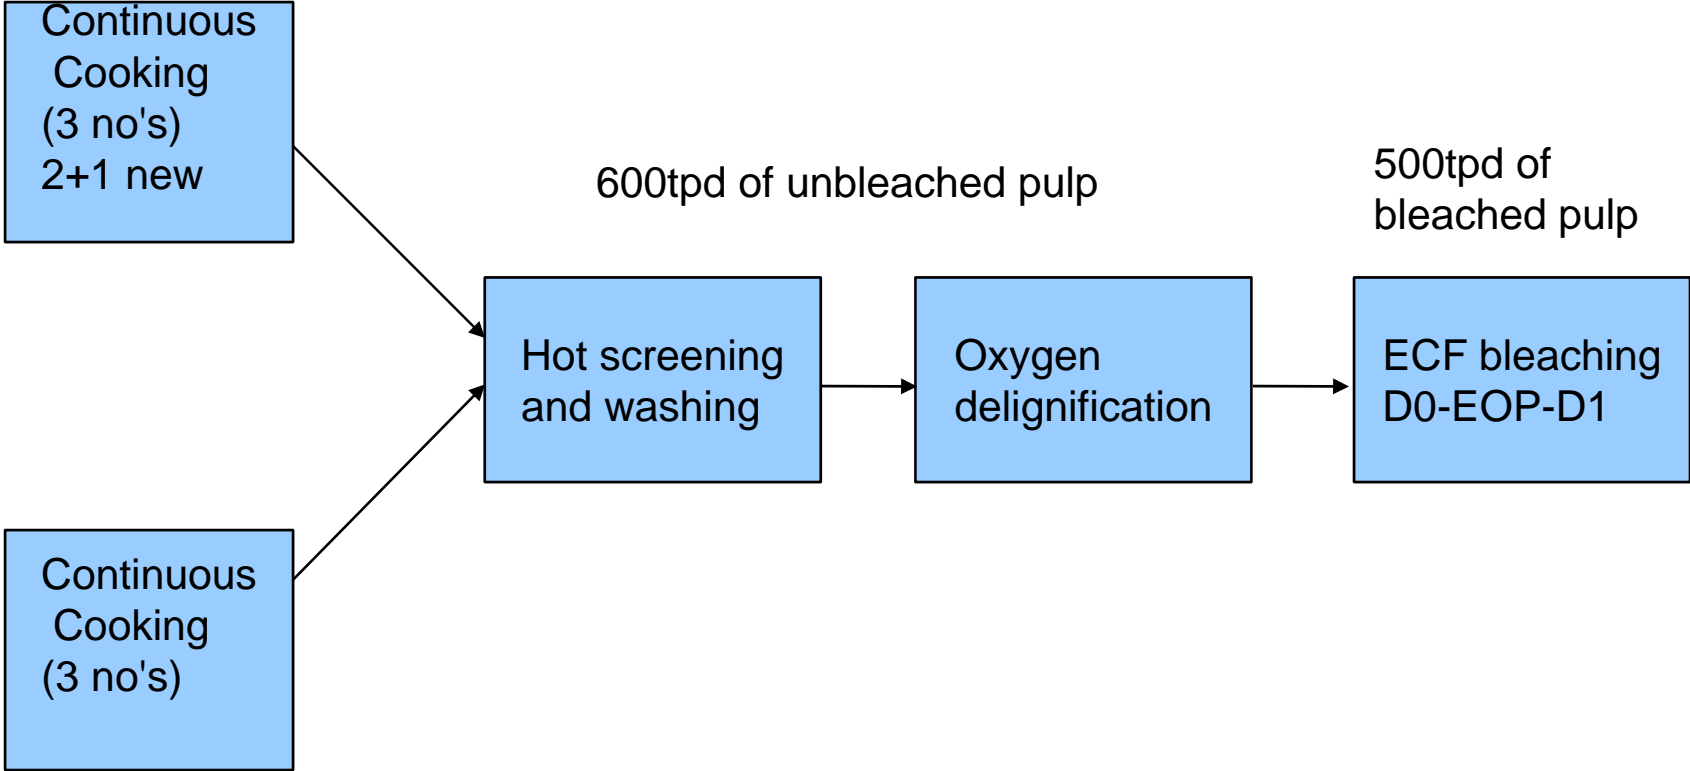 Continuous
Cooking
(3 no's)
2+1 new
600tpd of unbleached pulp
500tpd of
bleached pulp
Hot screening
and washing
Oxygen
delignification
ECF bleaching
D0-EOP-D1
Continuous
Cooking
(3 no's)